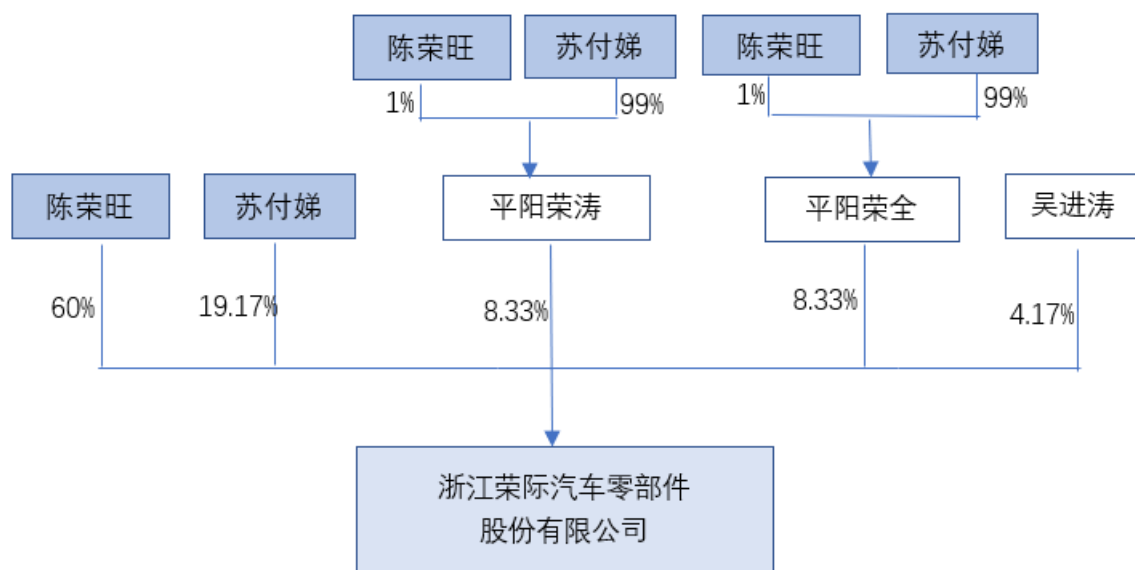 陈荣旺
苏付娣
陈荣旺
苏付娣
1%
99%
1%
99%
陈荣旺
苏付娣
平阳荣涛
平阳荣全
吴进涛
60%
19.17%
8.33%
8.33%
4.17%
浙江荣际汽车零部件
股份有限公司